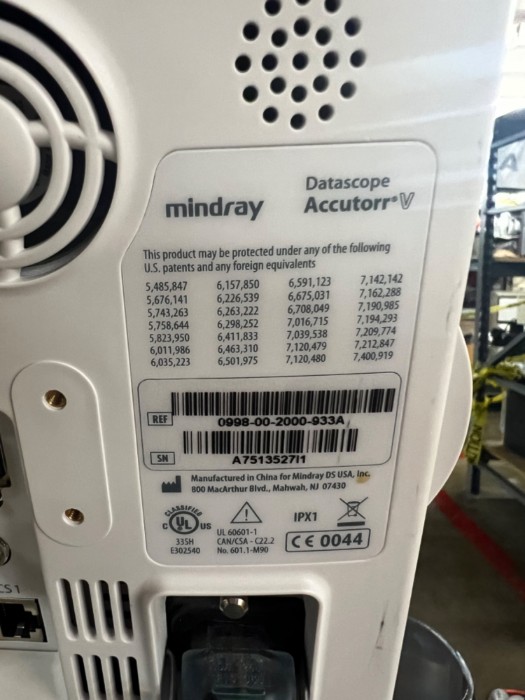 mindray
Datascope
Accutorr V
This product may be protected under any of the following
U.S. patents and any foreign equivalents
5,485,847 6,157,850 6,591,123 7,142,142
5,676,141 6,226,539 6,675,031 7,162,288
5,743,263 6,263,222 6,708,049 7,190,985
5,758,644 6,298,252 7,016,715 7,194,293
5,823,950 6,411,833 7,039,538 7,209,774
6,011,986 6,463,310 7,120,479 7,212,847
6,035,223 6,501,975 7,120,480 7,400,919
REF
0998-00-2000-933A
SN
A7513527I1
Manufactured in China for Mindray DS USA, Inc.
800 MacArthur Blvd., Mahwah, NJ 07430
CLASSIFIED
C UL US
335H
E302540
UL 60601-1
CAN/CSA - C22.2
No. 601.1-M90
IPX1
CE 0044
CS1